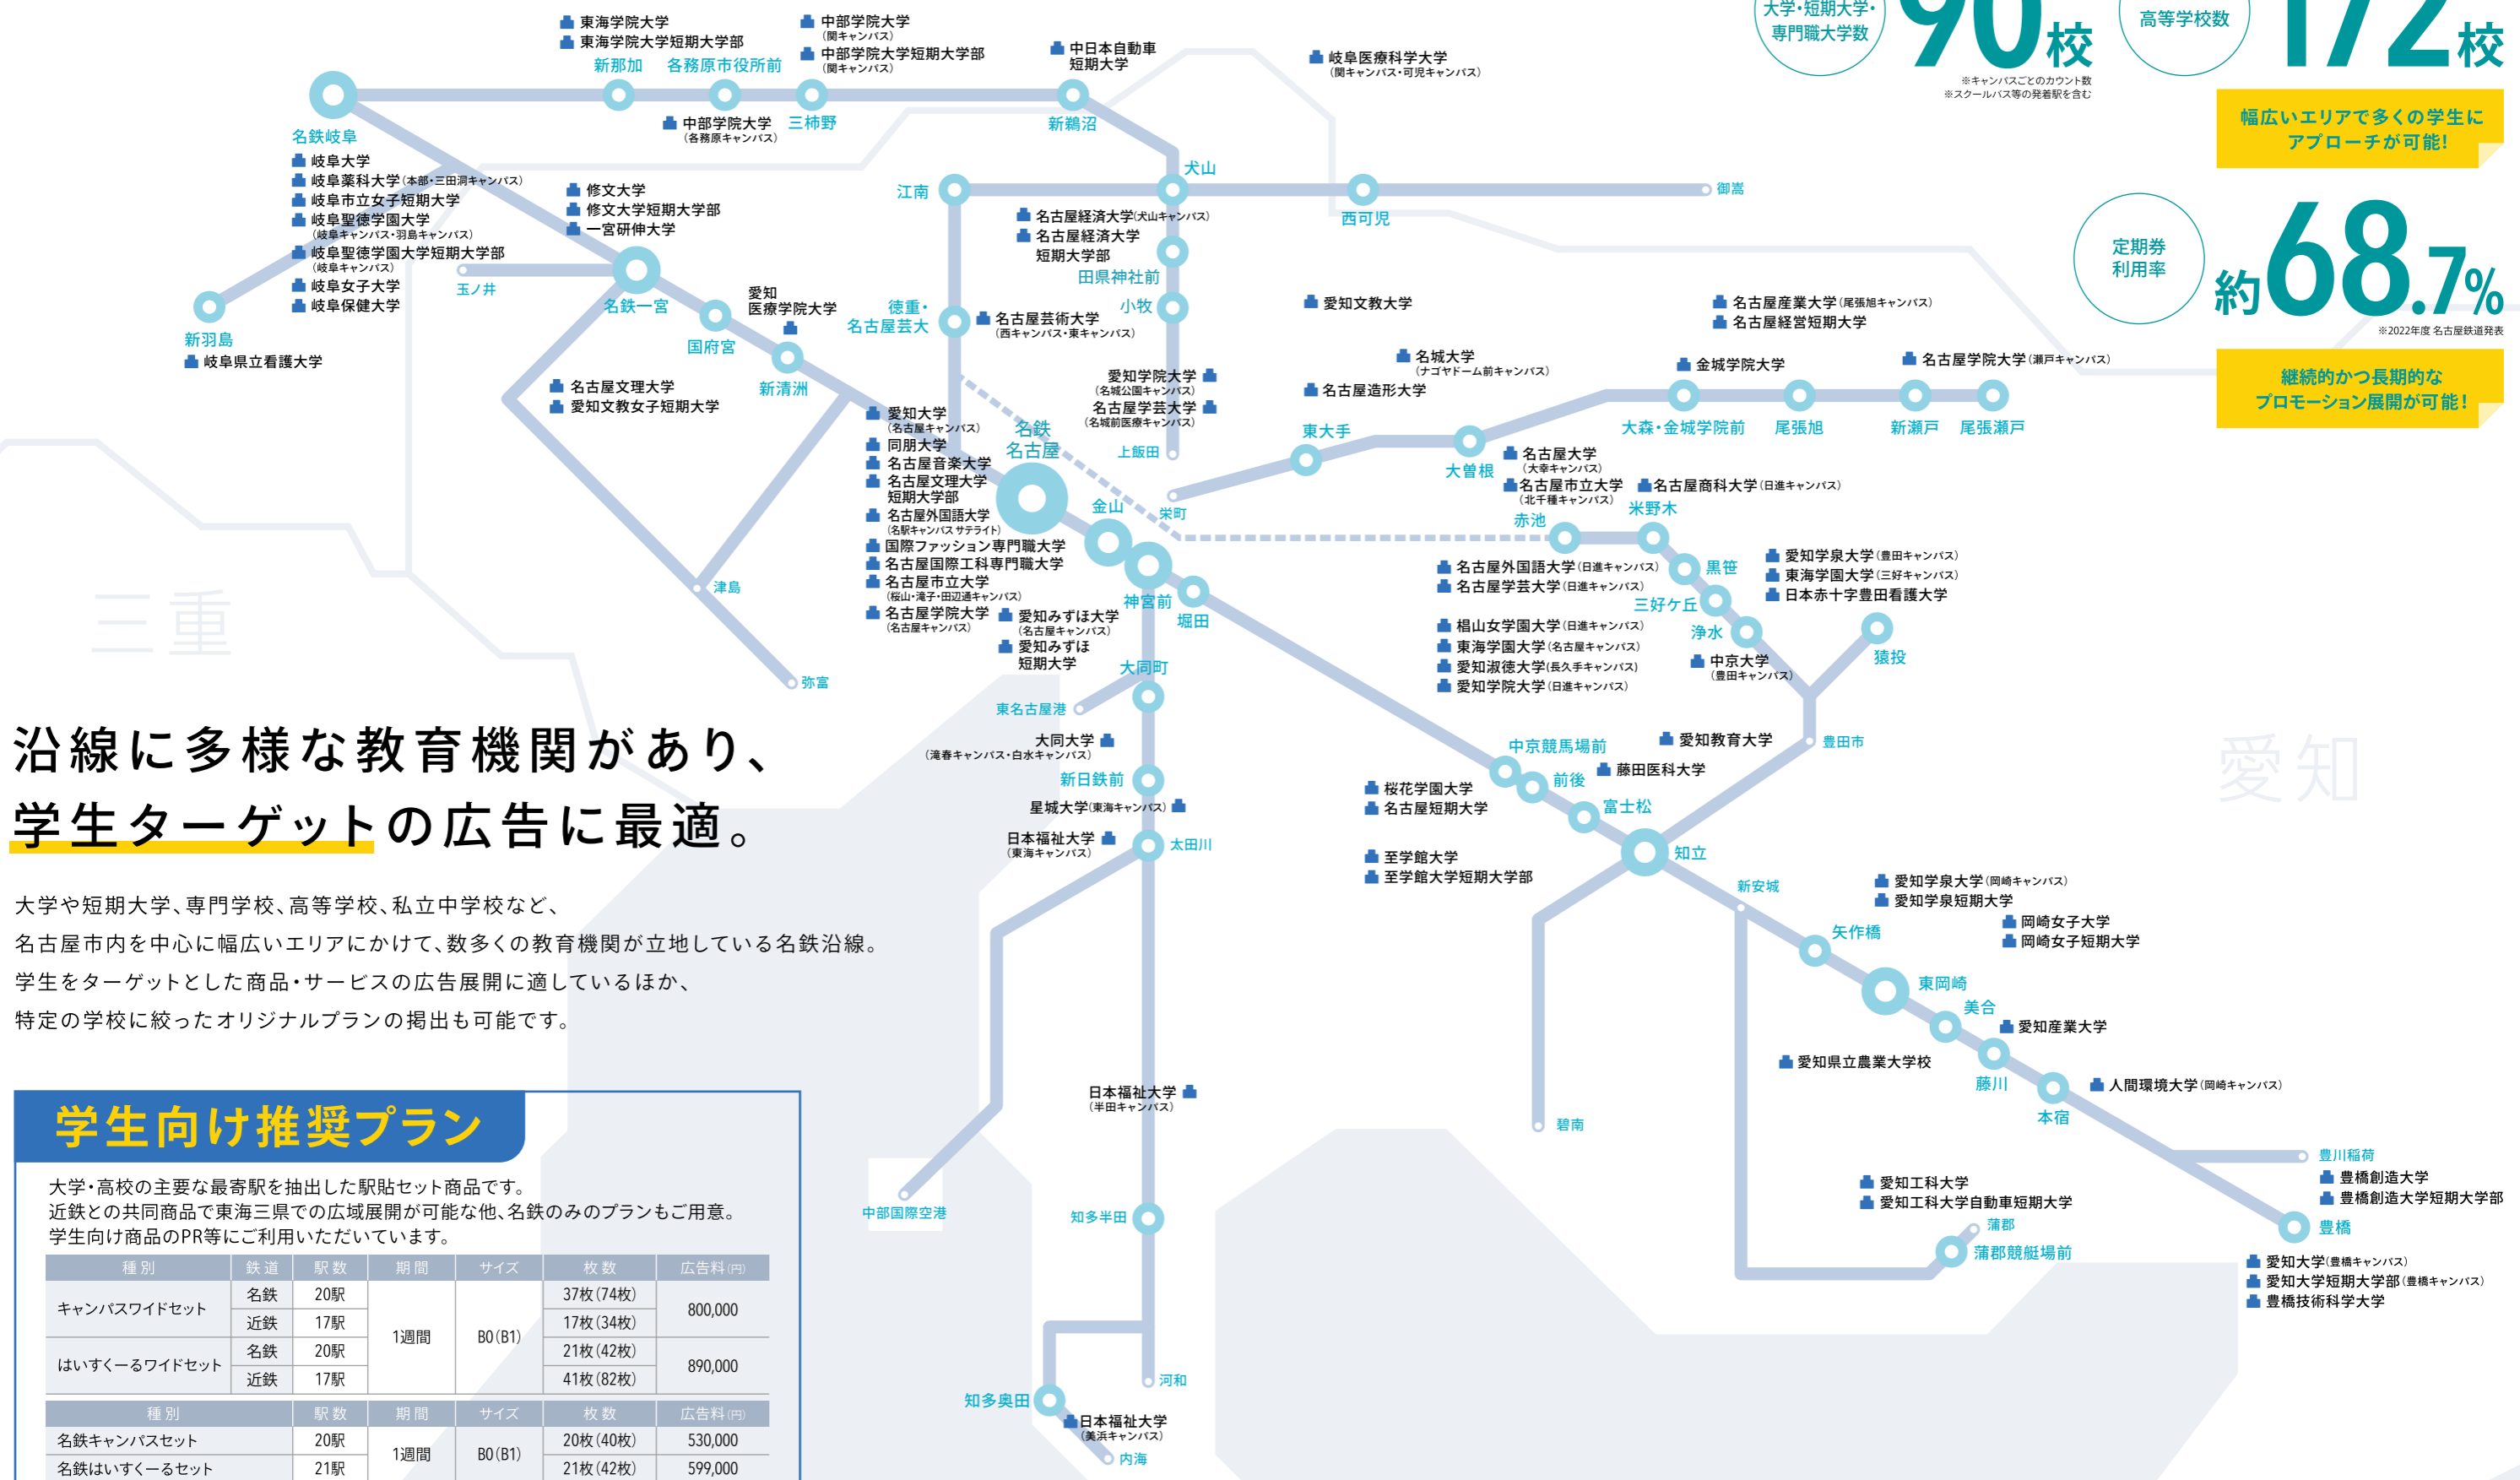 大学・短期大学・
専門職大学数
90校
※キャンパスごとのカウント数
※スクールバス等の発着駅を含む
高等学校数
172校
幅広いエリアで多くの学生に
アプローチが可能!
定期券
利用率
約68.7%
※2022年度 名古屋鉄道発表
継続的かつ長期的な
プロモーション展開が可能!
東海学院大学
東海学院大学短期大学部
新那加
各務原市役所前
中部学院大学
(関キャンパス)
中部学院大学短期大学部
(関キャンパス)
中日本自動車
短期大学
岐阜医療科学大学
(関キャンパス・可児キャンパス)
中部学院大学
(各務原キャンパス)
三柿野
新鵜沼
名鉄岐阜
岐阜大学
岐阜薬科大学(本部・三田洞キャンパス)
岐阜市立女子短期大学
岐阜聖徳学園大学
(岐阜キャンパス・羽島キャンパス)
岐阜聖徳学園大学短期大学部
(岐阜キャンパス)
岐阜女子大学
岐阜保健大学
新羽島
岐阜県立看護大学
修文大学
修文大学短期大学部
一宮研伸大学
玉ノ井
名鉄一宮
国府宮
愛知
医療学院大学
新清洲
名古屋文理大学
愛知文教女子短期大学
津島
弥富
江南
犬山
西可児
御嵩
名古屋経済大学(犬山キャンパス)
名古屋経済大学
短期大学部
田県神社前
小牧
徳重・
名古屋芸大
名古屋芸術大学
(西キャンパス・東キャンパス)
愛知文教大学
愛知学院大学
(名城公園キャンパス)
名古屋学芸大学
(名城前医療キャンパス)
上飯田
名古屋産業大学(尾張旭キャンパス)
名古屋経営短期大学
名城大学
(ナゴヤドーム前キャンパス)
名古屋造形大学
金城学院大学
名古屋学院大学(瀬戸キャンパス)
栄町
東大手
大曽根
大森・金城学院前
尾張旭
新瀬戸
尾張瀬戸
愛知大学
(名古屋キャンパス)
同朋大学
名古屋音楽大学
名古屋文理大学
短期大学部
名古屋外国語大学
(名駅キャンパス サテライト)
国際ファッション専門職大学
名古屋国際工科専門職大学
名古屋市立大学
(桜山・滝子・田辺通キャンパス)
名古屋学院大学
(名古屋キャンパス)
名鉄
名古屋
金山
神宮前
堀田
愛知みずほ大学
(名古屋キャンパス)
愛知みずほ
短期大学
名古屋大学
(大幸キャンパス)
名古屋市立大学
(北千種キャンパス)
名古屋商科大学(日進キャンパス)
赤池
米野木
黒笹
三好ケ丘
浄水
猿投
名古屋外国語大学(日進キャンパス)
名古屋学芸大学(日進キャンパス)
愛知学泉大学(豊田キャンパス)
東海学園大学(三好キャンパス)
日本赤十字豊田看護大学
椙山女学園大学(日進キャンパス)
東海学園大学(名古屋キャンパス)
愛知淑徳大学(長久手キャンパス)
愛知学院大学(日進キャンパス)
中京大学
(豊田キャンパス)
豊田市
三重
愛知
大同町
東名古屋港
大同大学
(滝春キャンパス・白水キャンパス)
新日鉄前
星城大学(東海キャンパス)
日本福祉大学
(東海キャンパス)
太田川
中京競馬場前
前後
富士松
知立
愛知教育大学
藤田医科大学
桜花学園大学
名古屋短期大学
至学館大学
至学館大学短期大学部
新安城
矢作橋
愛知学泉大学(岡崎キャンパス)
愛知学泉短期大学
岡崎女子大学
岡崎女子短期大学
東岡崎
美合
愛知産業大学
愛知県立農業大学校
藤川
本宿
人間環境大学(岡崎キャンパス)
碧南
豊川稲荷
豊橋創造大学
豊橋創造大学短期大学部
豊橋
愛知大学(豊橋キャンパス)
愛知大学短期大学部(豊橋キャンパス)
豊橋技術科学大学
愛知工科大学
愛知工科大学自動車短期大学
蒲郡
蒲郡競艇場前
日本福祉大学
(半田キャンパス)
中部国際空港
知多半田
河和
知多奥田
日本福祉大学
(美浜キャンパス)
内海
沿線に多様な教育機関があり、
学生ターゲットの広告に最適。
大学や短期大学、専門学校、高等学校、私立中学校など、
名古屋市内を中心に幅広いエリアにかけて、数多くの教育機関が立地している名鉄沿線。
学生をターゲットとした商品・サービスの広告展開に適しているほか、
特定の学校に絞ったオリジナルプランの掲出も可能です。
学生向け推奨プラン
大学・高校の主要な最寄駅を抽出した駅貼セット商品です。
近鉄との共同商品で東海三県での広域展開が可能な他、名鉄のみのプランもご用意。
学生向け商品のPR等にご利用いただいています。
種別 鉄道 駅数 期間 サイズ 枚数 広告料(円)
キャンパスワイドセット 名鉄 20駅 1週間 B0(B1) 37枚(74枚) 800,000
近鉄 17駅 17枚(34枚)
はいすくーるワイドセット 名鉄 20駅 21枚(42枚) 890,000
近鉄 17駅 41枚(82枚)
種別 駅数 期間 サイズ 枚数 広告料(円)
名鉄キャンパスセット 20駅 1週間 B0(B1) 20枚(40枚) 530,000
名鉄はいすくーるセット 21駅 21枚(42枚) 599,000